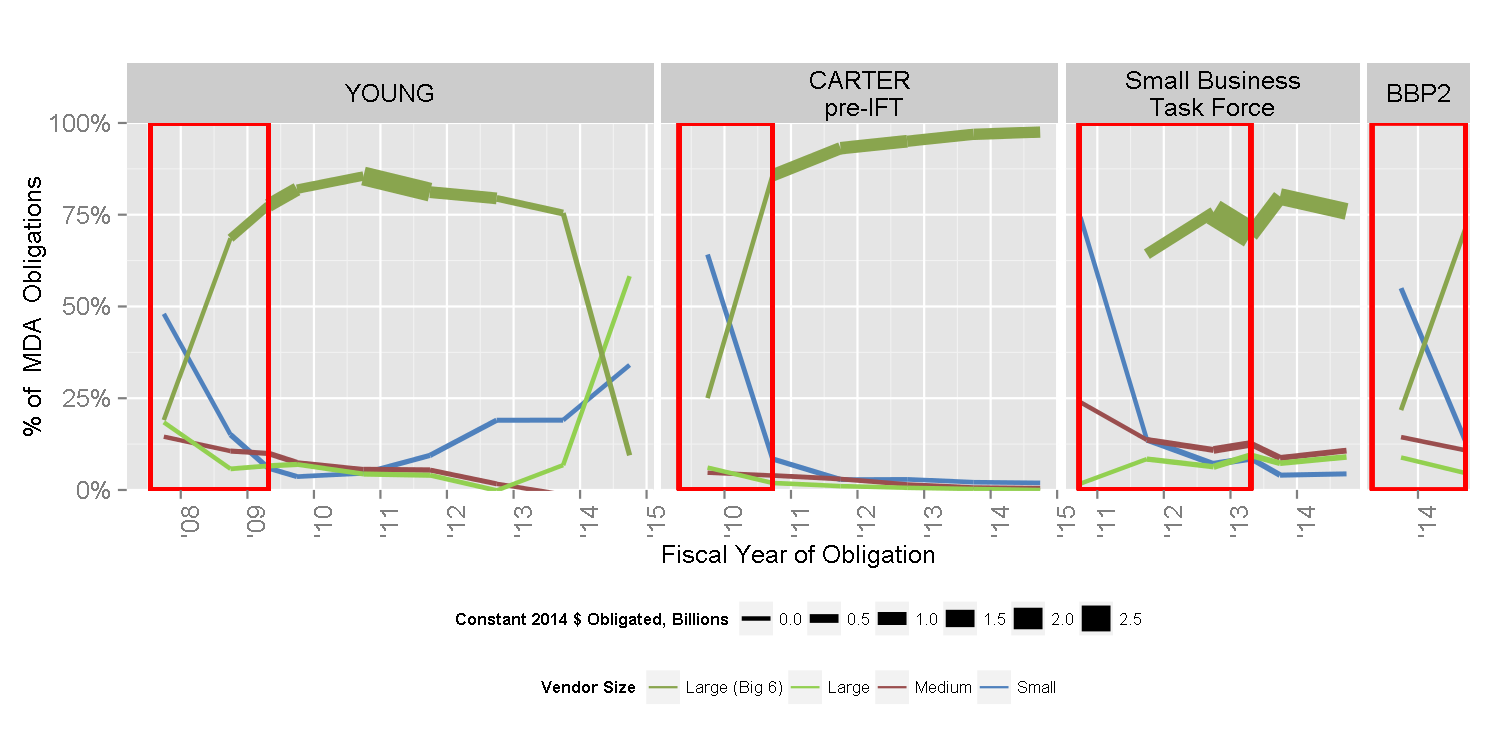 YOUNG
CARTER
pre-IFT
Small Business
Task Force
BBP2
% of MDA Obligations
100%
75%
50%
25%
0%
'08 '09 '10 '11 '12 '13 '14 '15
'10 '11 '12 '13 '14 '15
'11 '12 '13 '14
'14
Fiscal Year of Obligation
Constant 2014 $ Obligated, Billions 0.0 0.5 1.0 1.5 2.0 2.5
Vendor Size Large (Big 6) Large Medium Small